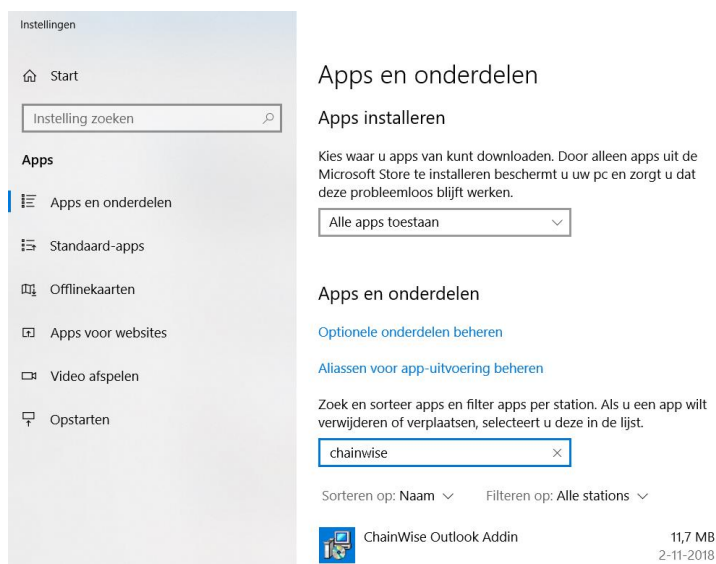 Instellingen
Start
Instelling zoeken
Apps
Apps en onderdelen
Standaard-apps
Offlinekaarten
Apps voor websites
Video afspelen
Opstarten
Apps en onderdelen
Apps installeren
Kies waar u apps van kunt downloaden. Door alleen apps uit de
Microsoft Store te installeren beschermt u uw pc en zorgt u dat
deze probleemloos blijft werken.
Alle apps toestaan
Apps en onderdelen
Optionele onderdelen beheren
Aliassen voor app-uitvoering beheren
Zoek en sorteer apps en filter apps per station. Als u een app wilt
verwijderen of verplaatsen, selecteert u deze in de lijst.
chainwise
Sorteren op: Naam Filteren op: Alle stations
ChainWise Outlook Addin 11,7 MB
2-11-2018